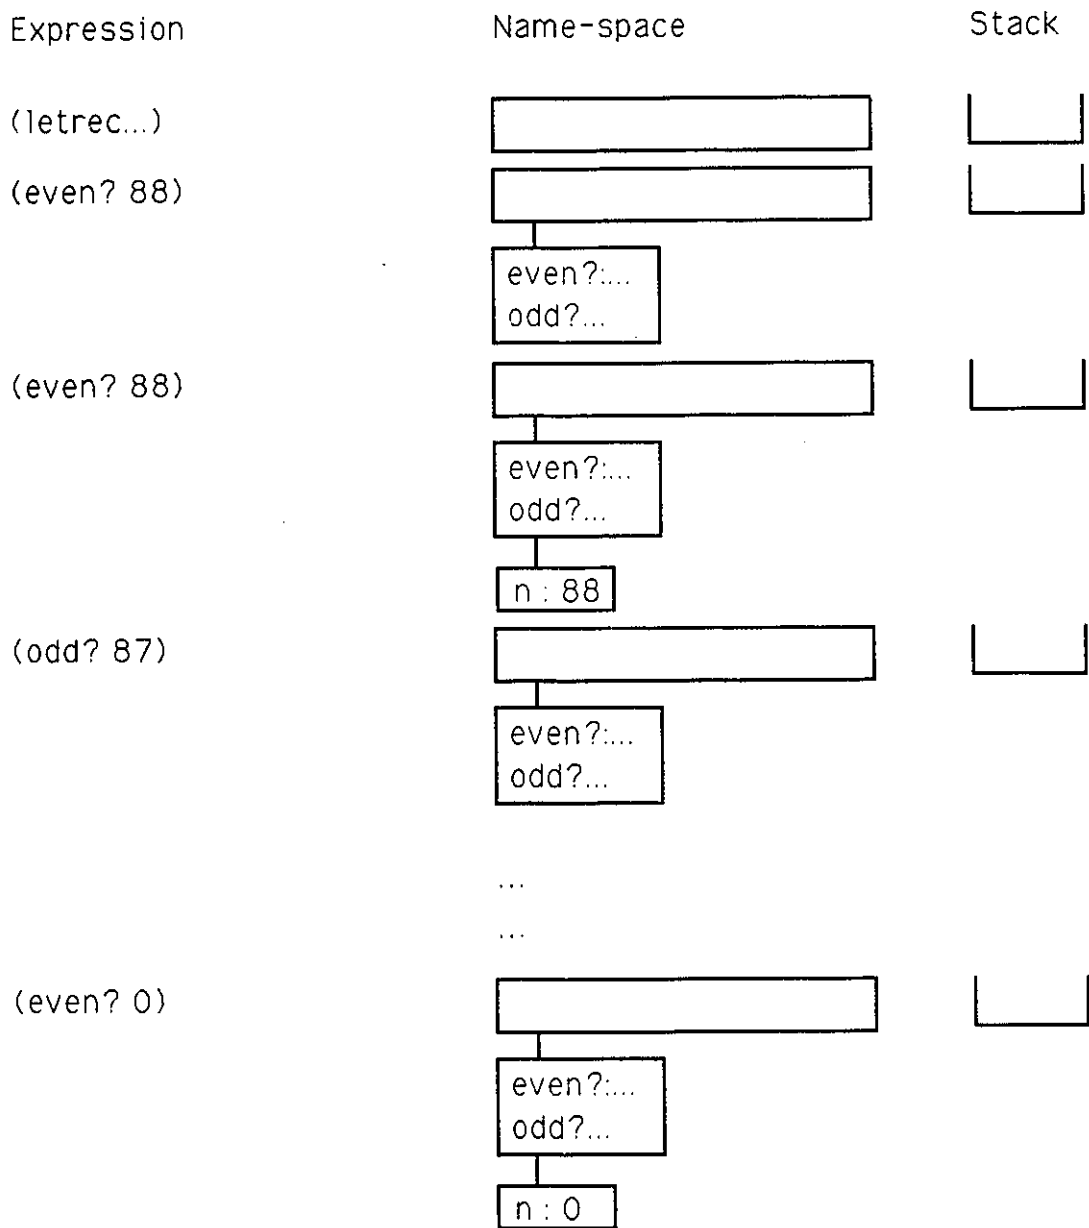 Expression Name-space Stack
(letrec...)
(even? 88)
even?:...
odd?...
(even? 88)
even?:...
odd?...
n : 88
(odd? 87)
even?:...
odd?...
...
...
(even? 0)
even?:...
odd?...
n : 0